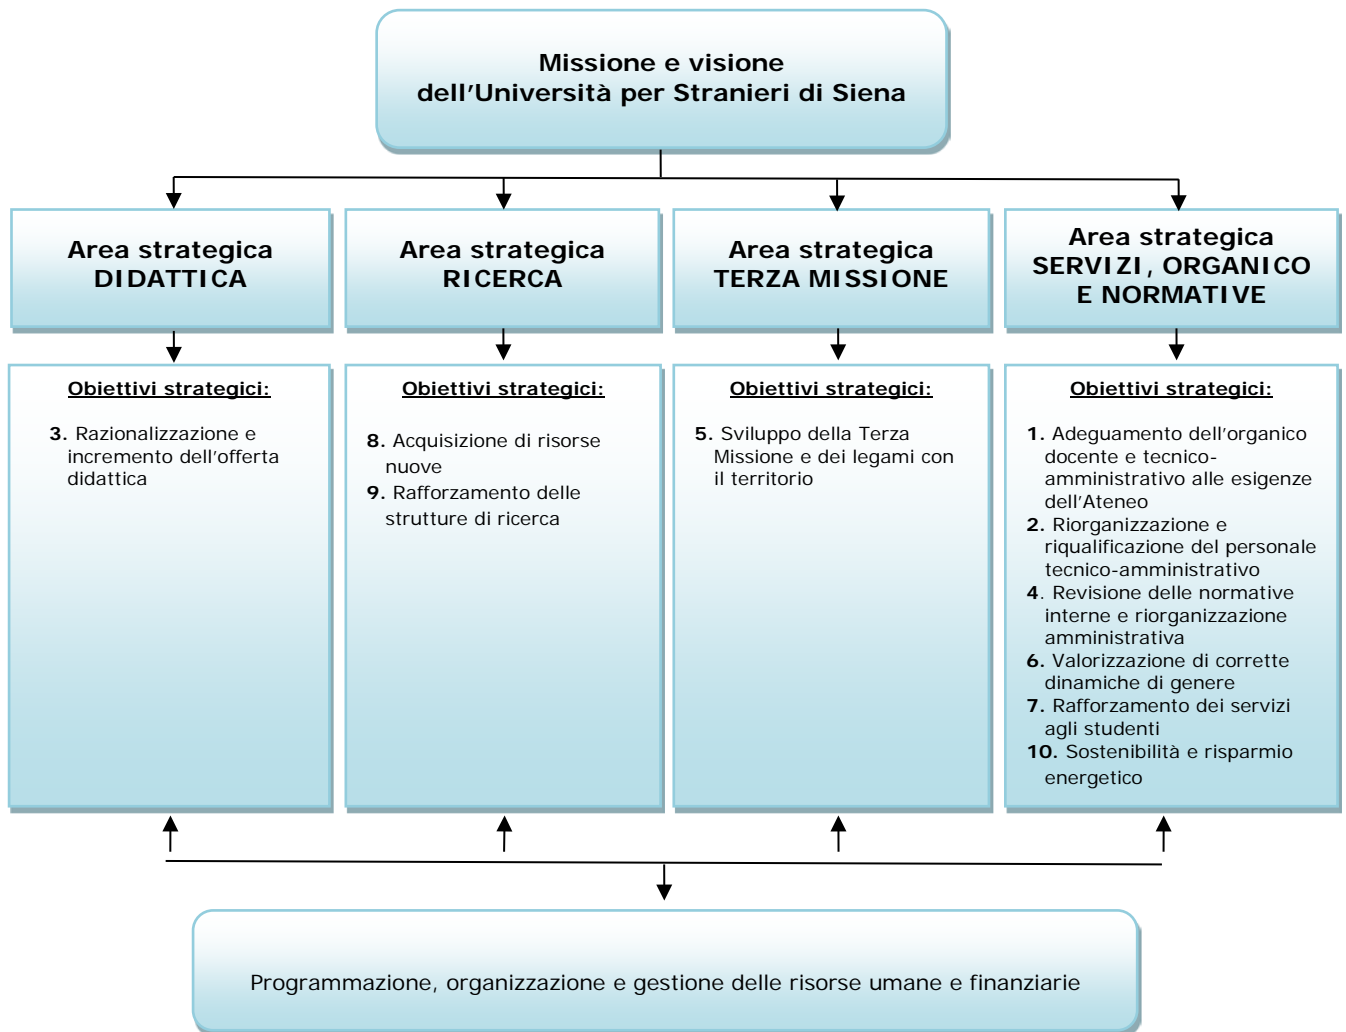 Missione e visione
dell'Università per Stranieri di Siena
Area strategica
DIDATTICA
Area strategica
RICERCA
Area strategica
TERZA MISSIONE
Area strategica
SERVIZI, ORGANICO
E NORMATIVE
Obiettivi strategici:
3. Razionalizzazione e
incremento dell'offerta
didattica
Obiettivi strategici:
8. Acquisizione di risorse
nuove
9. Rafforzamento delle
strutture di ricerca
Obiettivi strategici:
5. Sviluppo della Terza
Missione e dei legami con
il territorio
Obiettivi strategici:
1. Adeguamento dell'organico
docente e tecnico-
amministrativo alle esigenze
dell'Ateneo
2. Riorganizzazione e
riqualificazione del personale
tecnico-amministrativo
4. Revisione delle normative
interne e riorganizzazione
amministrativa
6. Valorizzazione di corrette
dinamiche di genere
7. Rafforzamento dei servizi
agli studenti
10. Sostenibilità e risparmio
energetico
Programmazione, organizzazione e gestione delle risorse umane e finanziarie